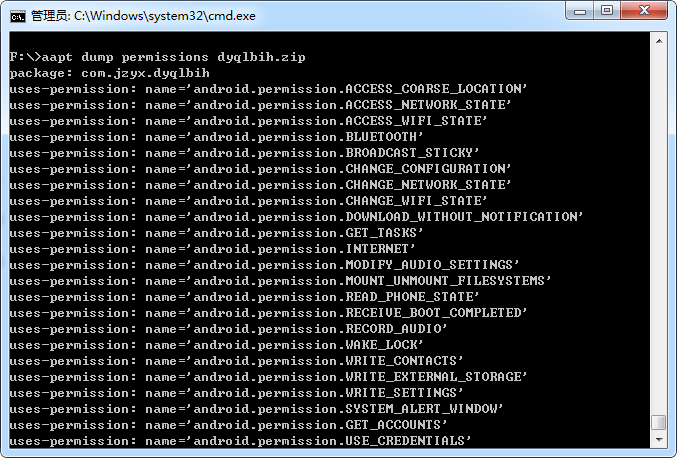 管理员: C:\Windows\system32\cmd.exe
F:\>aapt dump permissions dyqlbih.zip
package: com.jzyx.dyqlbih
uses-permission: name='android.permission.ACCESS_COARSE_LOCATION'
uses-permission: name='android.permission.ACCESS_NETWORK_STATE'
uses-permission: name='android.permission.ACCESS_WIFI_STATE'
uses-permission: name='android.permission.BLUETOOTH'
uses-permission: name='android.permission.BROADCAST_STICKY'
uses-permission: name='android.permission.CHANGE_CONFIGURATION'
uses-permission: name='android.permission.CHANGE_NETWORK_STATE'
uses-permission: name='android.permission.CHANGE_WIFI_STATE'
uses-permission: name='android.permission.DOWNLOAD_WITHOUT_NOTIFICATION'
uses-permission: name='android.permission.GET_TASKS'
uses-permission: name='android.permission.INTERNET'
uses-permission: name='android.permission.MODIFY_AUDIO_SETTINGS'
uses-permission: name='android.permission.MOUNT_UNMOUNT_FILESYSTEMS'
uses-permission: name='android.permission.READ_PHONE_STATE'
uses-permission: name='android.permission.RECEIVE_BOOT_COMPLETED'
uses-permission: name='android.permission.RECORD_AUDIO'
uses-permission: name='android.permission.WAKE_LOCK'
uses-permission: name='android.permission.WRITE_CONTACTS'
uses-permission: name='android.permission.WRITE_EXTERNAL_STORAGE'
uses-permission: name='android.permission.WRITE_SETTINGS'
uses-permission: name='android.permission.SYSTEM_ALERT_WINDOW'
uses-permission: name='android.permission.GET_ACCOUNTS'
uses-permission: name='android.permission.USE_CREDENTIALS'